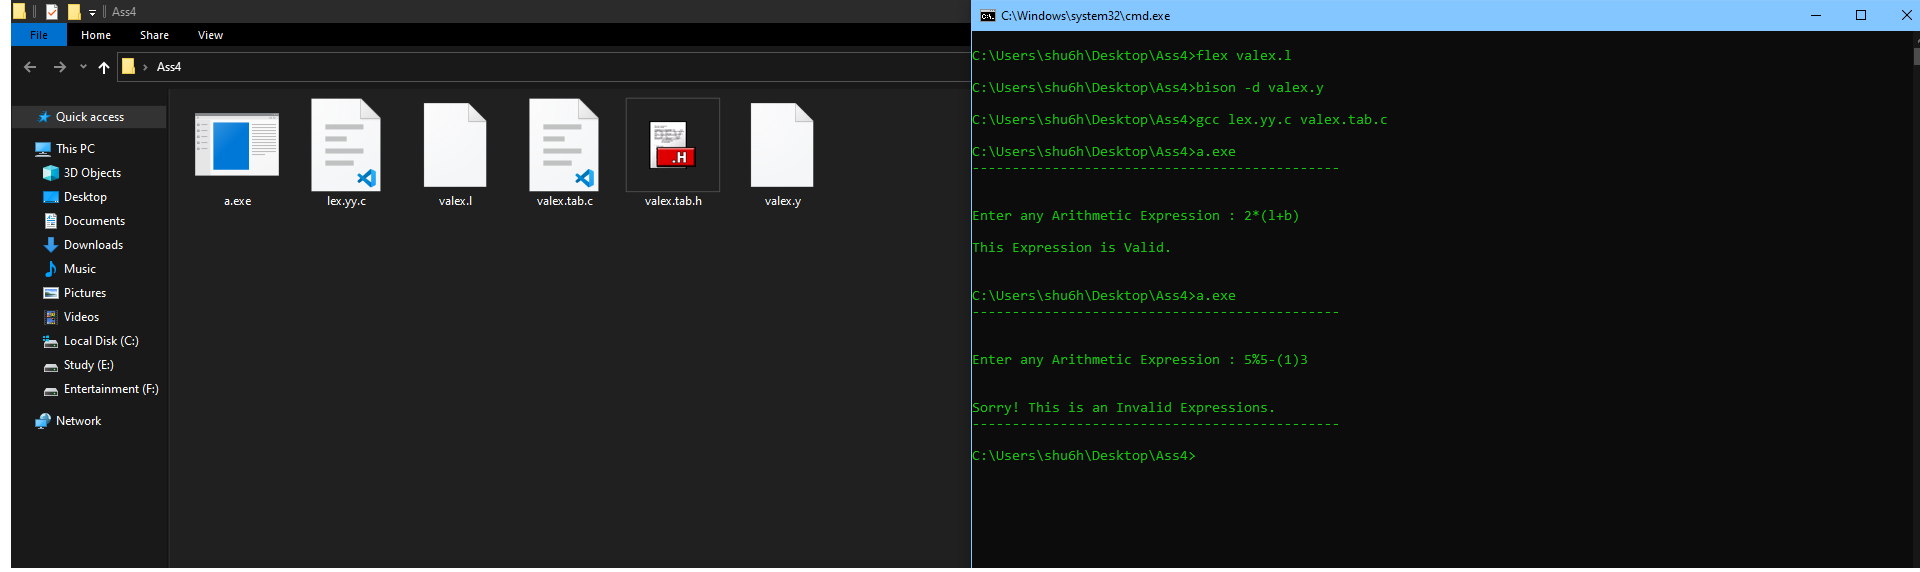 Ass4
File Home Share View
Ass4
Quick access
This PC
3D Objects
Desktop
Documents
Downloads
Music
Pictures
Videos
Local Disk (C:)
Study (E:)
Entertainment (F:)
Network
DEV
.H
a.exe lex.yy.c valex.l valex.tab.c valex.tab.h valex.y
C:\Windows\system32\cmd.exe
C:\Users\shu6h\Desktop\Ass4>flex valex.l
C:\Users\shu6h\Desktop\Ass4>bison -d valex.y
C:\Users\shu6h\Desktop\Ass4>gcc lex.yy.c valex.tab.c
C:\Users\shu6h\Desktop\Ass4>a.exe
----------------------------------------------
Enter any Arithmetic Expression : 2*(l+b)
This Expression is Valid.
C:\Users\shu6h\Desktop\Ass4>a.exe
----------------------------------------------
Enter any Arithmetic Expression : 5%5-(1)3
Sorry! This is an Invalid Expressions.
----------------------------------------------
C:\Users\shu6h\Desktop\Ass4>